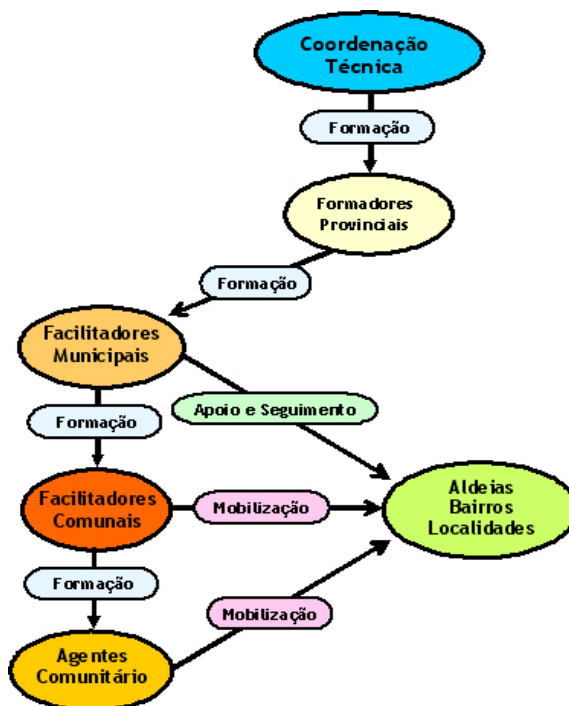 Coordenação
Técnica
Formação
Formadores
Provinciais
Formação
Facilitadores
Municipais
Formação
Apoio e Seguimento
Facilitadores
Comunais
Mobilização
Aldeias
Bairros
Localidades
Formação
Mobilização
Agentes
Comunitário